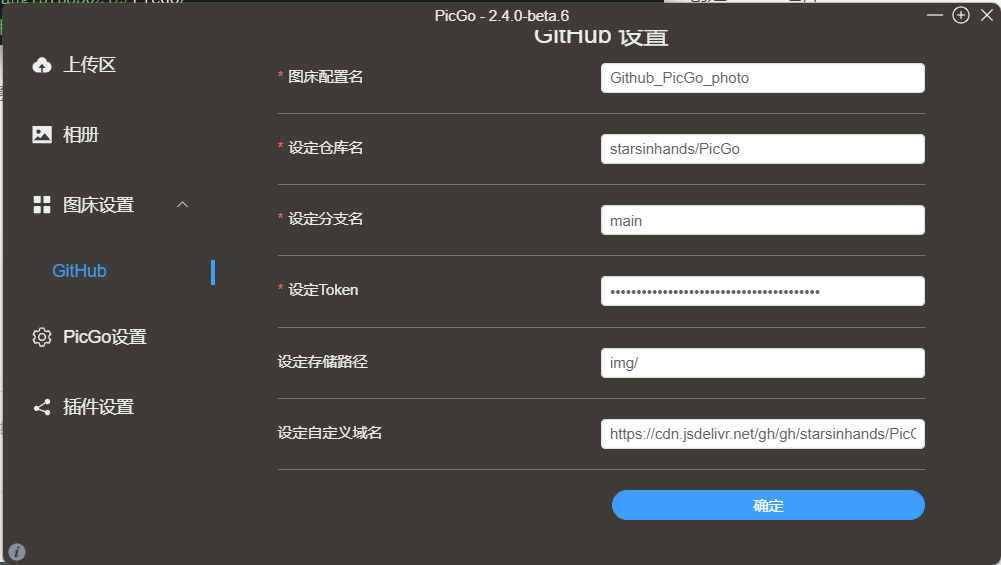 PicGo - 2.4.0-beta.6
GitHub 设置
上传区
相册
图床设置
GitHub
PicGo设置
插件设置
* 图床配置名
Github_PicGo_photo
* 设定仓库名
starsinhands/PicGo
* 设定分支名
main
* 设定Token
••••••••••••••••••••••••••••••••••••••••
设定存储路径
img/
设定自定义域名
https://cdn.jsdelivr.net/gh/gh/starsinhands/PicG
确定